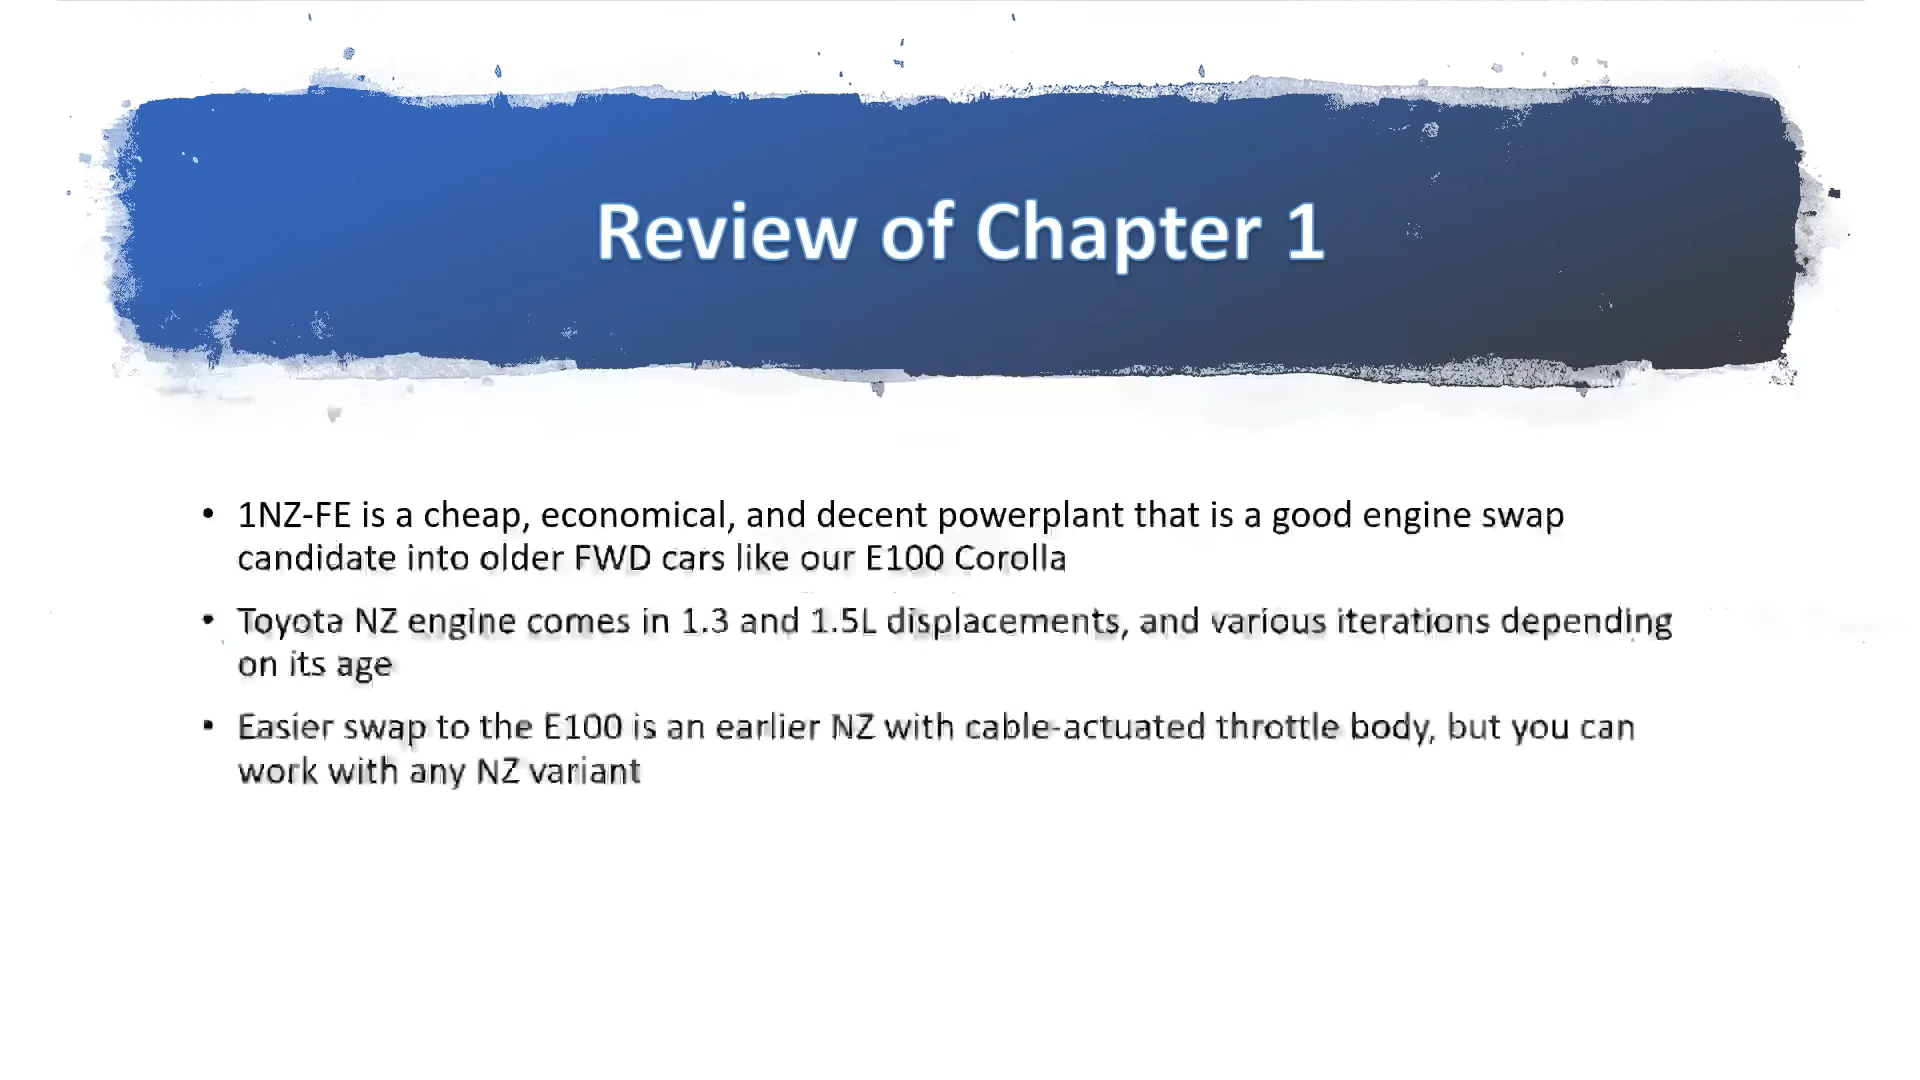 Review of Chapter 1
• 1NZ-FE is a cheap, economical, and decent powerplant that is a good engine swap
candidate into older FWD cars like our E100 Corolla
• Toyota NZ engine comes in 1.3 and 1.5L displacements, and various iterations depending
on its age
• Easier swap to the E100 is an earlier NZ with cable-actuated throttle body, but you can
work with any NZ variant